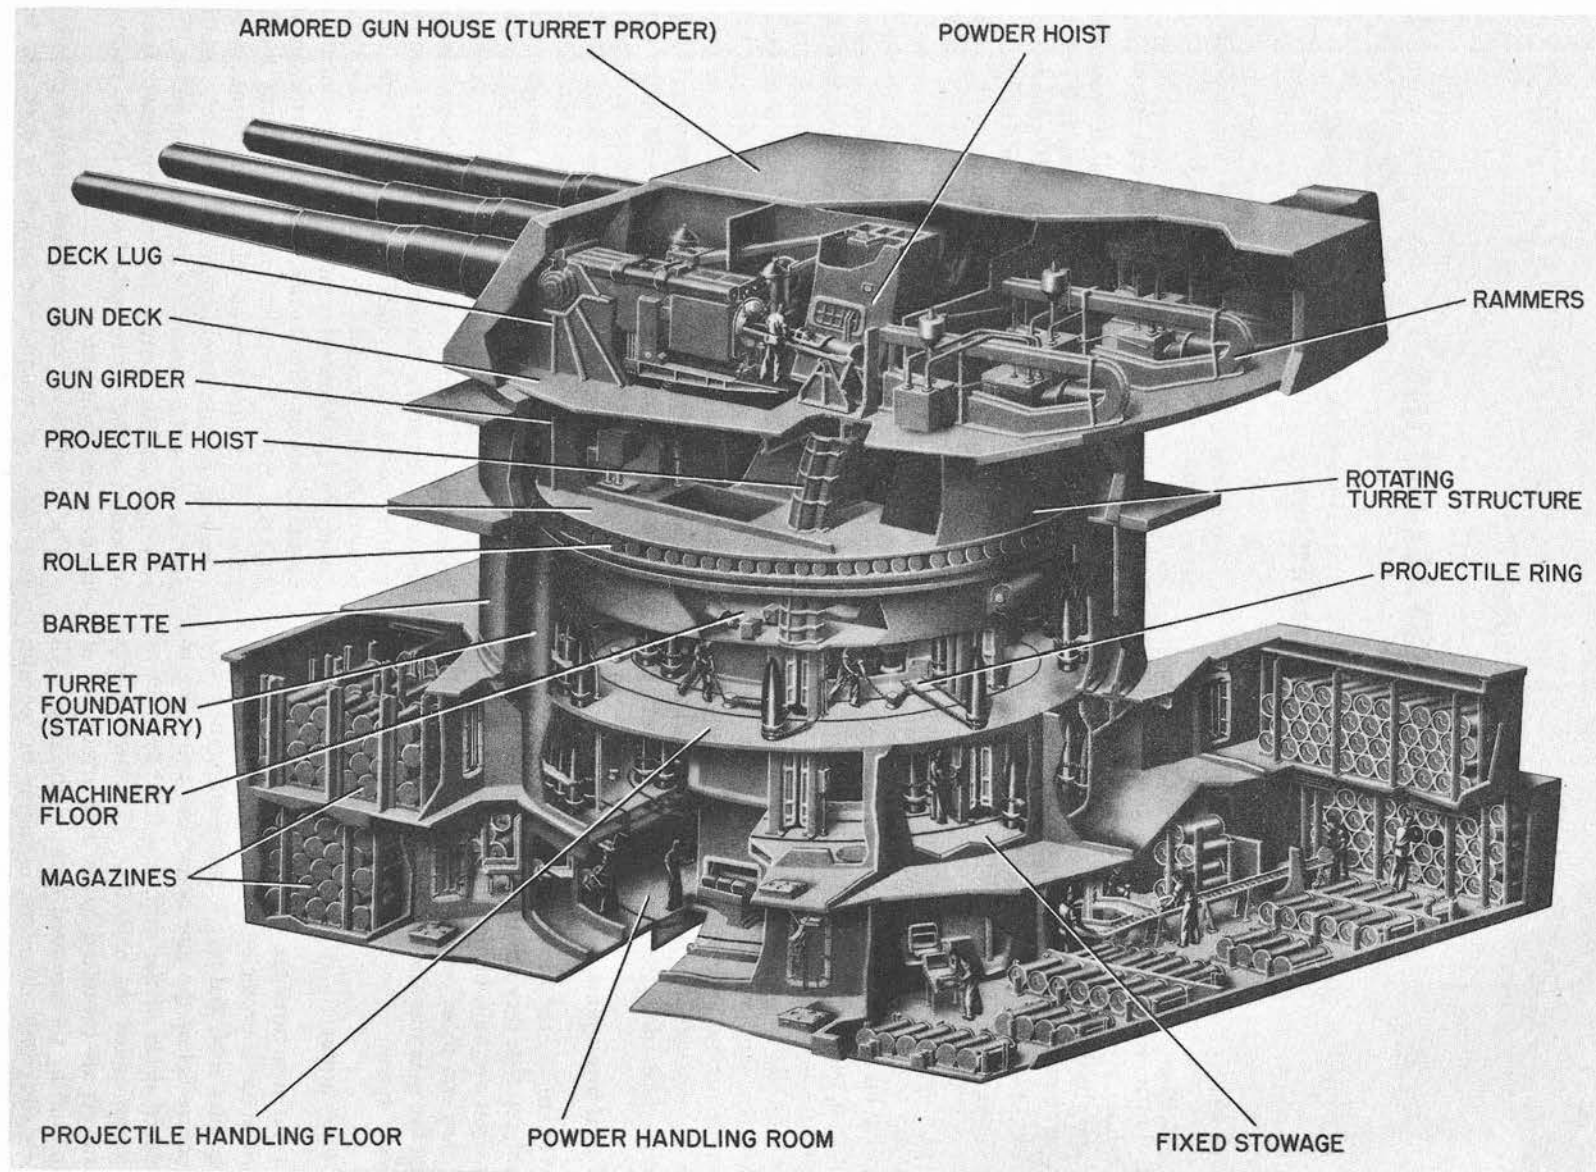 ARMORED GUN HOUSE (TURRET PROPER)
POWDER HOIST
DECK LUG
GUN DECK
GUN GIRDER
PROJECTILE HOIST
PAN FLOOR
ROLLER PATH
BARBETTE
TURRET
FOUNDATION
(STATIONARY)
MACHINERY
FLOOR
MAGAZINES
RAMMERS
ROTATING
TURRET STRUCTURE
PROJECTILE RING
PROJECTILE HANDLING FLOOR
POWDER HANDLING ROOM
FIXED STOWAGE